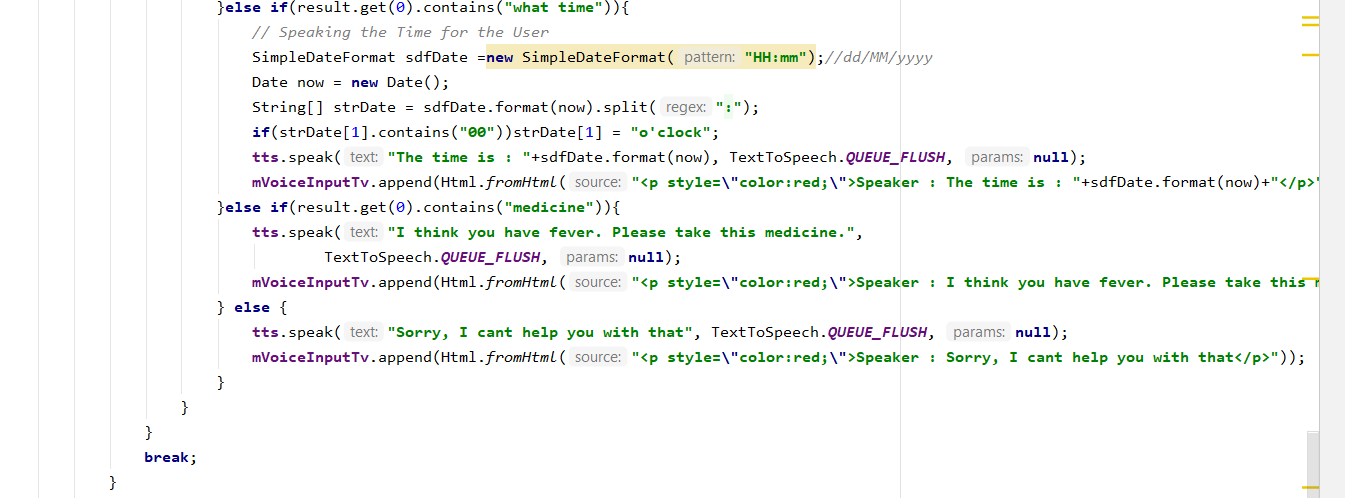 }else if(result.get(0).contains("what time")){
// Speaking the Time for the User
SimpleDateFormat sdfDate =new SimpleDateFormat( pattern: "HH:mm");//dd/MM/yyyy
Date now = new Date();
String[] strDate = sdfDate.format(now).split( regex: ":");
if(strDate[1].contains("00"))strDate[1] = "o'clock";
tts.speak( text: "The time is : "+sdfDate.format(now), TextToSpeech.QUEUE_FLUSH, params: null);
mVoiceInputTv.append(Html.fromHtml( source: "<p style=\"color:red;\">Speaker : The time is : "+sdfDate.format(now)+"</p>"
}else if(result.get(0).contains("medicine")){
tts.speak( text: "I think you have fever. Please take this medicine.",
TextToSpeech.QUEUE_FLUSH, params: null);
mVoiceInputTv.append(Html.fromHtml( source: "<p style=\"color:red;\">Speaker : I think you have fever. Please take this
} else {
tts.speak( text: "Sorry, I cant help you with that", TextToSpeech.QUEUE_FLUSH, params: null);
mVoiceInputTv.append(Html.fromHtml( source: "<p style=\"color:red;\">Speaker : Sorry, I cant help you with that</p>"));
}
}
}
break;
}